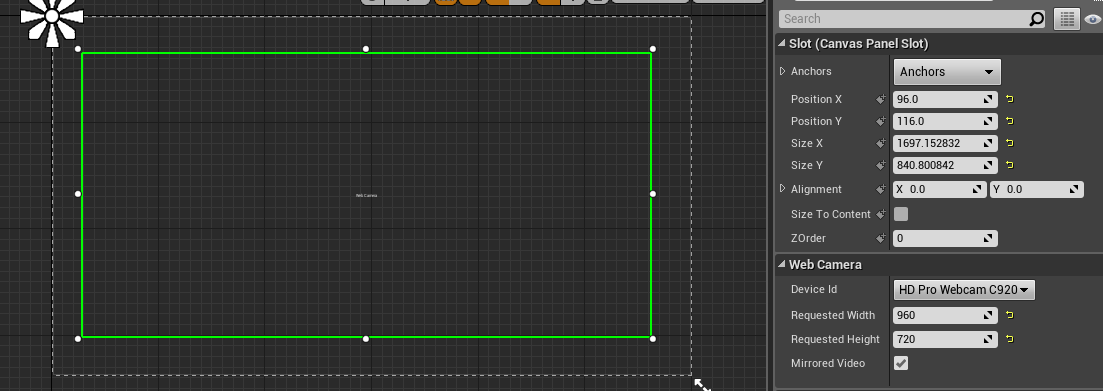 Search
Slot (Canvas Panel Slot)
Anchors Anchors
Position X 96.0
Position Y 116.0
Size X 1697.152832
Size Y 840.800842
Alignment X 0.0 Y 0.0
Size To Content
ZOrder 0
Web Camera
Device Id HD Pro Webcam C920
Requested Width 960
Requested Height 720
Mirrored Video
Web Camera